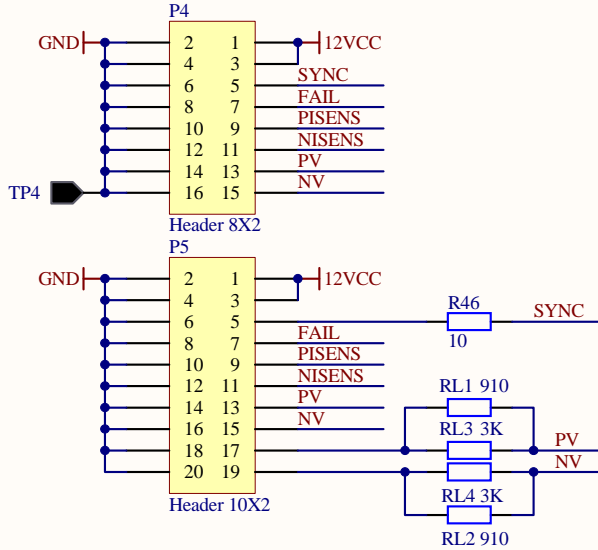 P4
GND 2 1 12VCC
4 3
6 5 SYNC
8 7 FAIL
10 9 PISENS
12 11 NISENS
14 13 PV
TP4 16 15 NV
Header 8X2
P5
GND 2 1 12VCC
4 3
6 5 R46 10 SYNC
8 7 FAIL
10 9 PISENS
12 11 NISENS
14 13 PV
16 15 NV
RL1 910
18 17 RL3 3K PV
20 19 NV
RL4 3K
Header 10X2
RL2 910